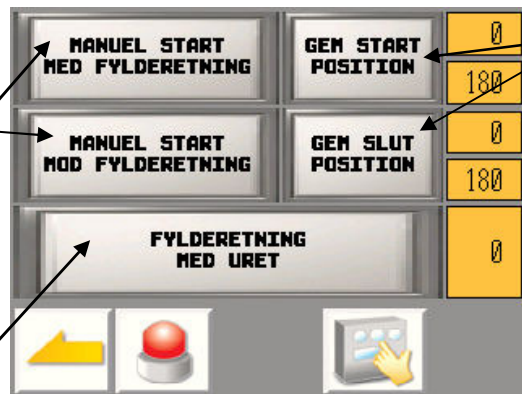 MANUEL START
MED FYLDERETNING
GEM START
POSITION
0
180
MANUEL START
MOD FYLDERETNING
GEM SLUT
POSITION
0
180
FYLDERETNING
MED URET
0